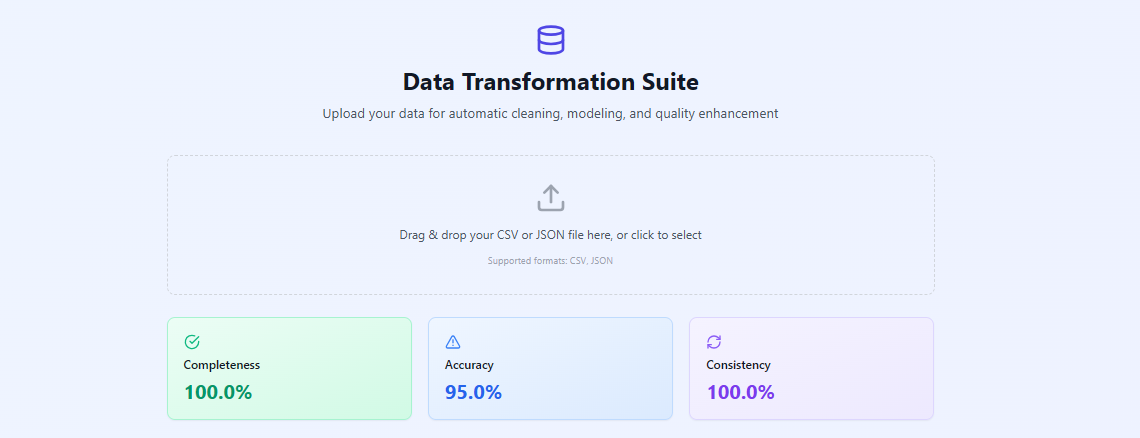 Data Transformation Suite
Upload your data for automatic cleaning, modeling, and quality enhancement
Drag & drop your CSV or JSON file here, or click to select
Supported formats: CSV, JSON
Completeness
100.0%
Accuracy
95.0%
Consistency
100.0%